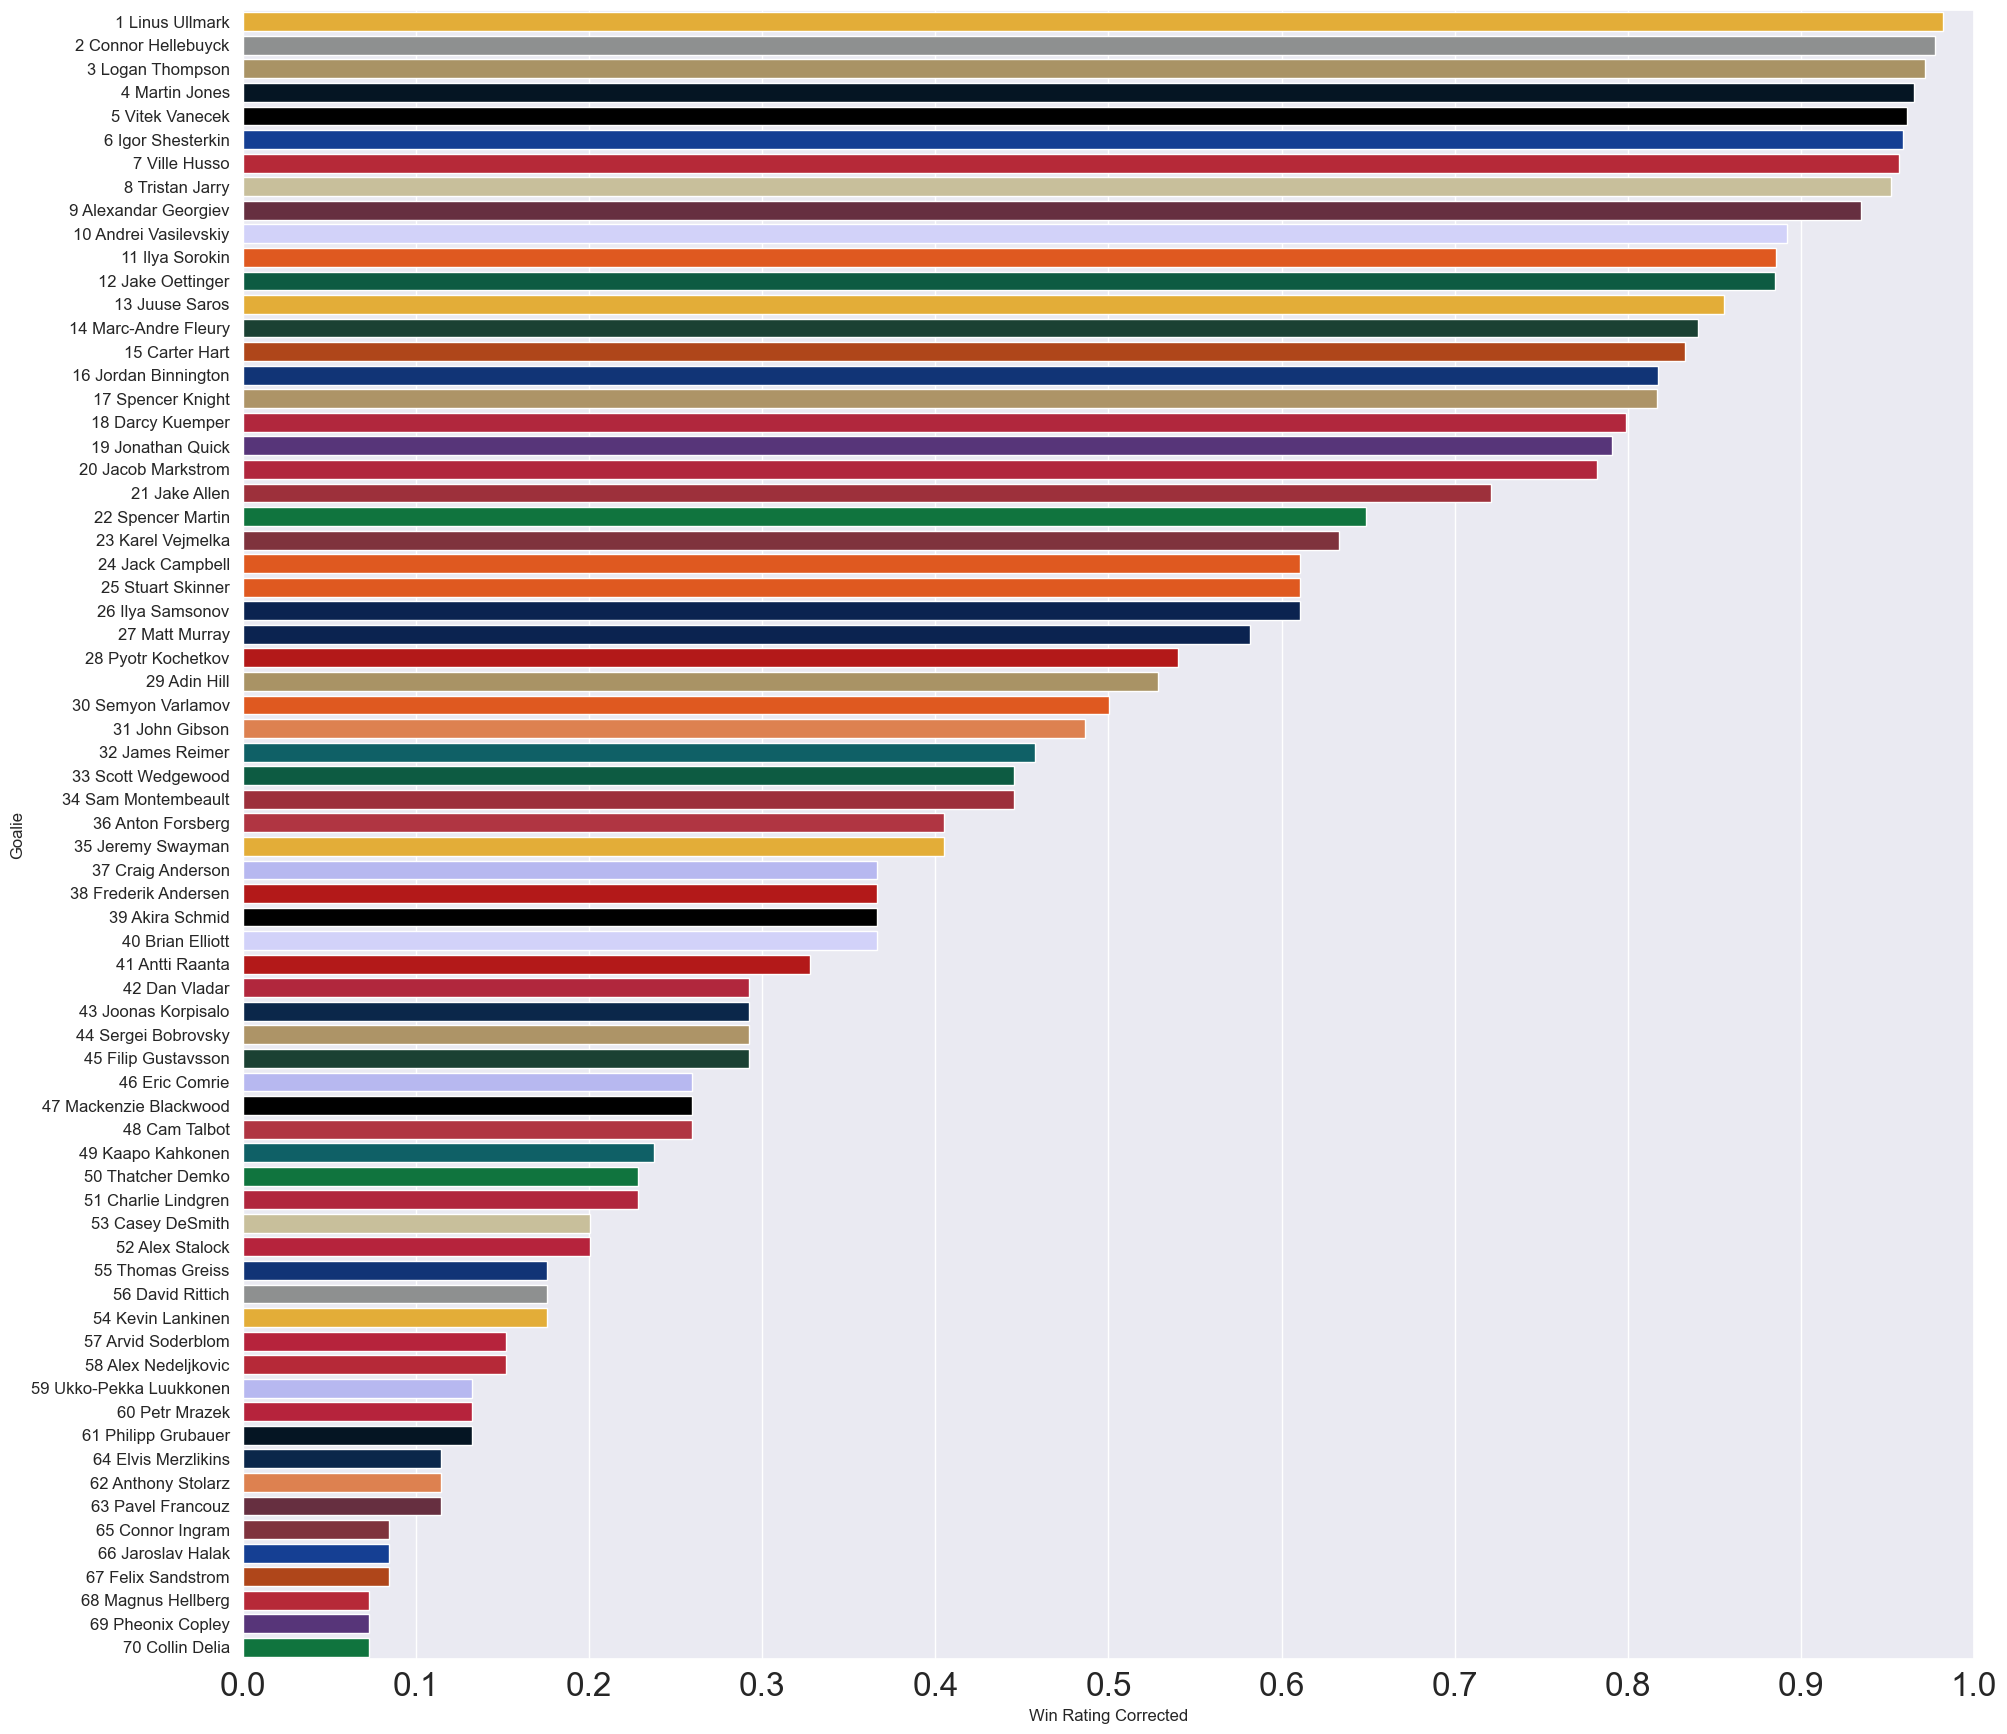 1 Linus Ullmark
2 Connor Hellebuyck
3 Logan Thompson
4 Martin Jones
5 Vitek Vanecek
6 Igor Shesterkin
7 Ville Husso
8 Tristan Jarry
9 Alexandar Georgiev
10 Andrei Vasilevskiy
11 Ilya Sorokin
12 Jake Oettinger
13 Juuse Saros
14 Marc-Andre Fleury
15 Carter Hart
16 Jordan Binnington
17 Spencer Knight
18 Darcy Kuemper
19 Jonathan Quick
20 Jacob Markstrom
21 Jake Allen
22 Spencer Martin
23 Karel Vejmelka
24 Jack Campbell
25 Stuart Skinner
26 Ilya Samsonov
27 Matt Murray
28 Pyotr Kochetkov
29 Adin Hill
30 Semyon Varlamov
31 John Gibson
32 James Reimer
33 Scott Wedgewood
34 Sam Montembeault
36 Anton Forsberg
35 Jeremy Swayman
37 Craig Anderson
38 Frederik Andersen
39 Akira Schmid
40 Brian Elliott
41 Antti Raanta
42 Dan Vladar
43 Joonas Korpisalo
44 Sergei Bobrovsky
45 Filip Gustavsson
46 Eric Comrie
47 Mackenzie Blackwood
48 Cam Talbot
49 Kaapo Kahkonen
50 Thatcher Demko
51 Charlie Lindgren
53 Casey DeSmith
52 Alex Stalock
55 Thomas Greiss
56 David Rittich
54 Kevin Lankinen
57 Arvid Soderblom
58 Alex Nedeljkovic
59 Ukko-Pekka Luukkonen
60 Petr Mrazek
61 Philipp Grubauer
64 Elvis Merzlikins
62 Anthony Stolarz
63 Pavel Francouz
65 Connor Ingram
66 Jaroslav Halak
67 Felix Sandstrom
68 Magnus Hellberg
69 Pheonix Copley
70 Collin Delia
Goalie
0.0 0.1 0.2 0.3 0.4 0.5 0.6 0.7 0.8 0.9 1.0
Win Rating Corrected